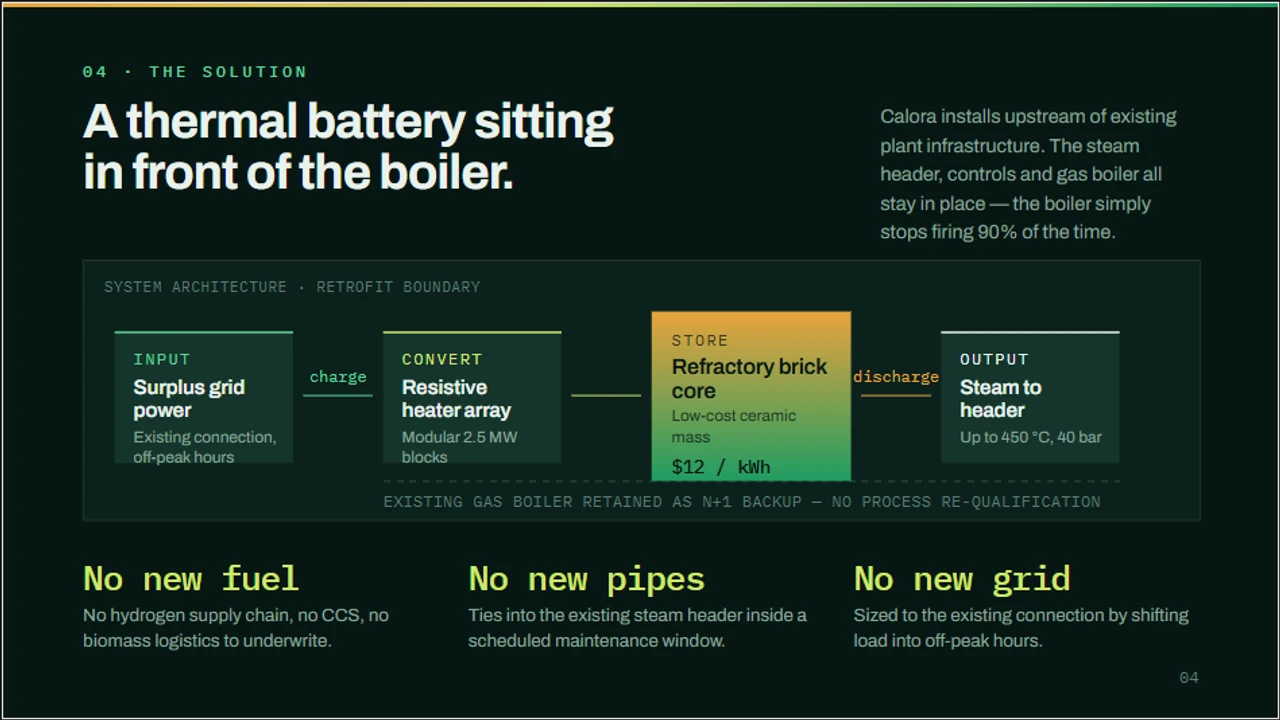 04 · THE SOLUTION
A thermal battery sitting
in front of the boiler.
Calora installs upstream of existing
plant infrastructure. The steam
header, controls and gas boiler all
stay in place — the boiler simply
stops firing 90% of the time.
SYSTEM ARCHITECTURE · RETROFIT BOUNDARY
INPUT
Surplus grid
power
Existing connection,
off-peak hours
charge
CONVERT
Resistive
heater array
Modular 2.5 MW
blocks
STORE
Refractory brick
core
Low-cost ceramic
mass
$12 / kWh
discharge
OUTPUT
Steam to
header
Up to 450 °C, 40 bar
EXISTING GAS BOILER RETAINED AS N+1 BACKUP — NO PROCESS RE-QUALIFICATION
No new fuel
No hydrogen supply chain, no CCS, no
biomass logistics to underwrite.
No new pipes
Ties into the existing steam header inside a
scheduled maintenance window.
No new grid
Sized to the existing connection by shifting
load into off-peak hours.
04